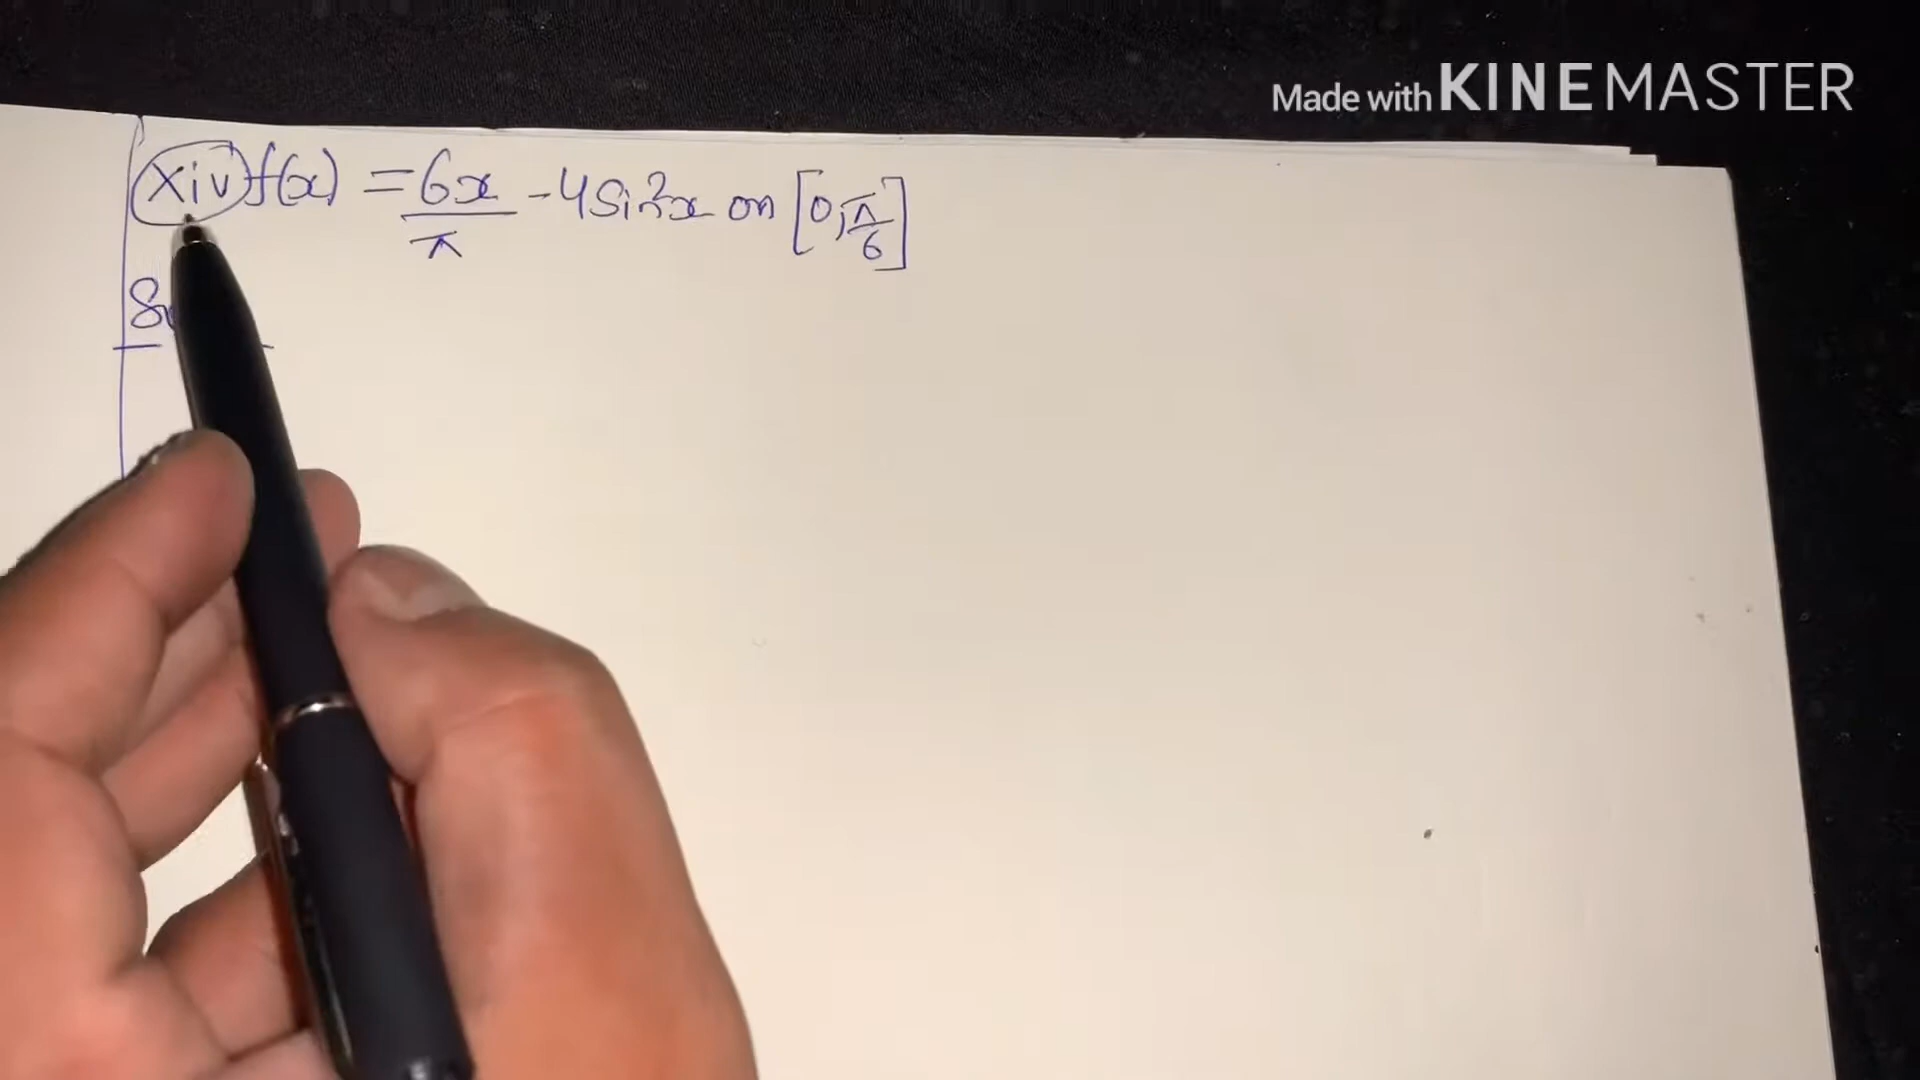 Made with KINEMASTER
xiv) f(x) = 6x/π - 4Sin²x on [0, π/6]